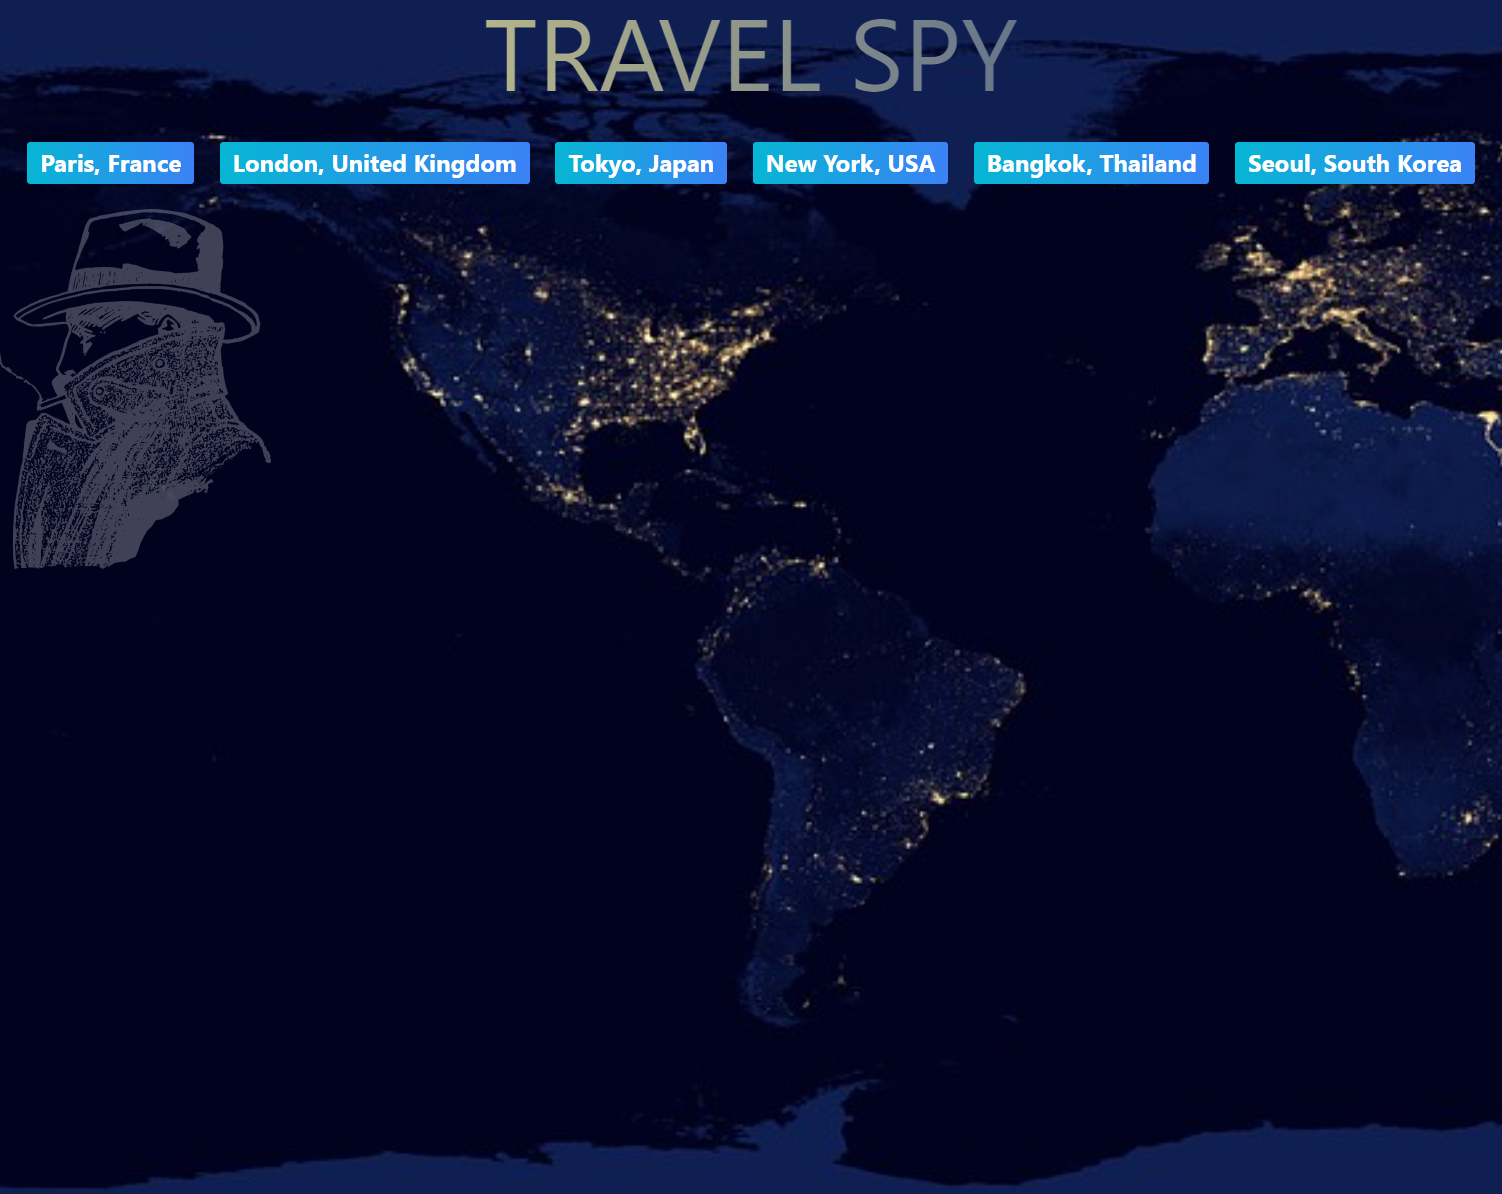 TRAVEL SPY
Paris, France
London, United Kingdom
Tokyo, Japan
New York, USA
Bangkok, Thailand
Seoul, South Korea